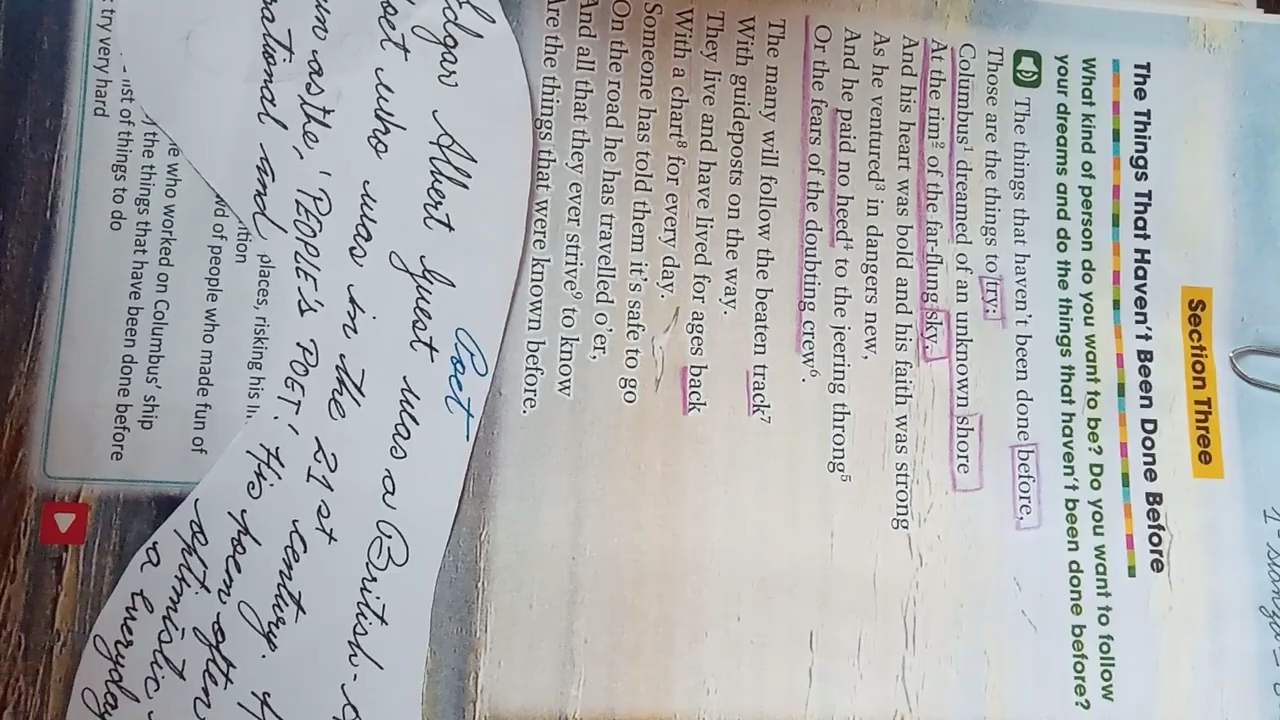 Section Three
The Things That Haven't Been Done Before
What kind of person do you want to be? Do you want to follow
your dreams and do the things that haven't been done before?
The things that haven't been done before,
Those are the things to try;
Columbus¹ dreamed of an unknown shore
At the rim² of the far-flung sky,
And his heart was bold and his faith was strong
As he ventured³ in dangers new,
And he paid no heed⁴ to the jeering throng⁵
Or the fears of the doubting crew⁶.
The many will follow the beaten track⁷
With guideposts on the way.
They live and have lived for ages back
With a chart⁸ for every day.
Someone has told them it's safe to go
On the road he has travelled o'er,
And all that they ever strive⁹ to know
Are the things that were known before.
Poet
Edgar Albert Guest was a British-
poet who was in the 21st
as the, 'PEOPLE'S POET.' His poem often
and
optimistic
a Everyday
places, risking his
of people who made fun of
who worked on Columbus' ship
the things that have been done before
list of things to do
try very hard